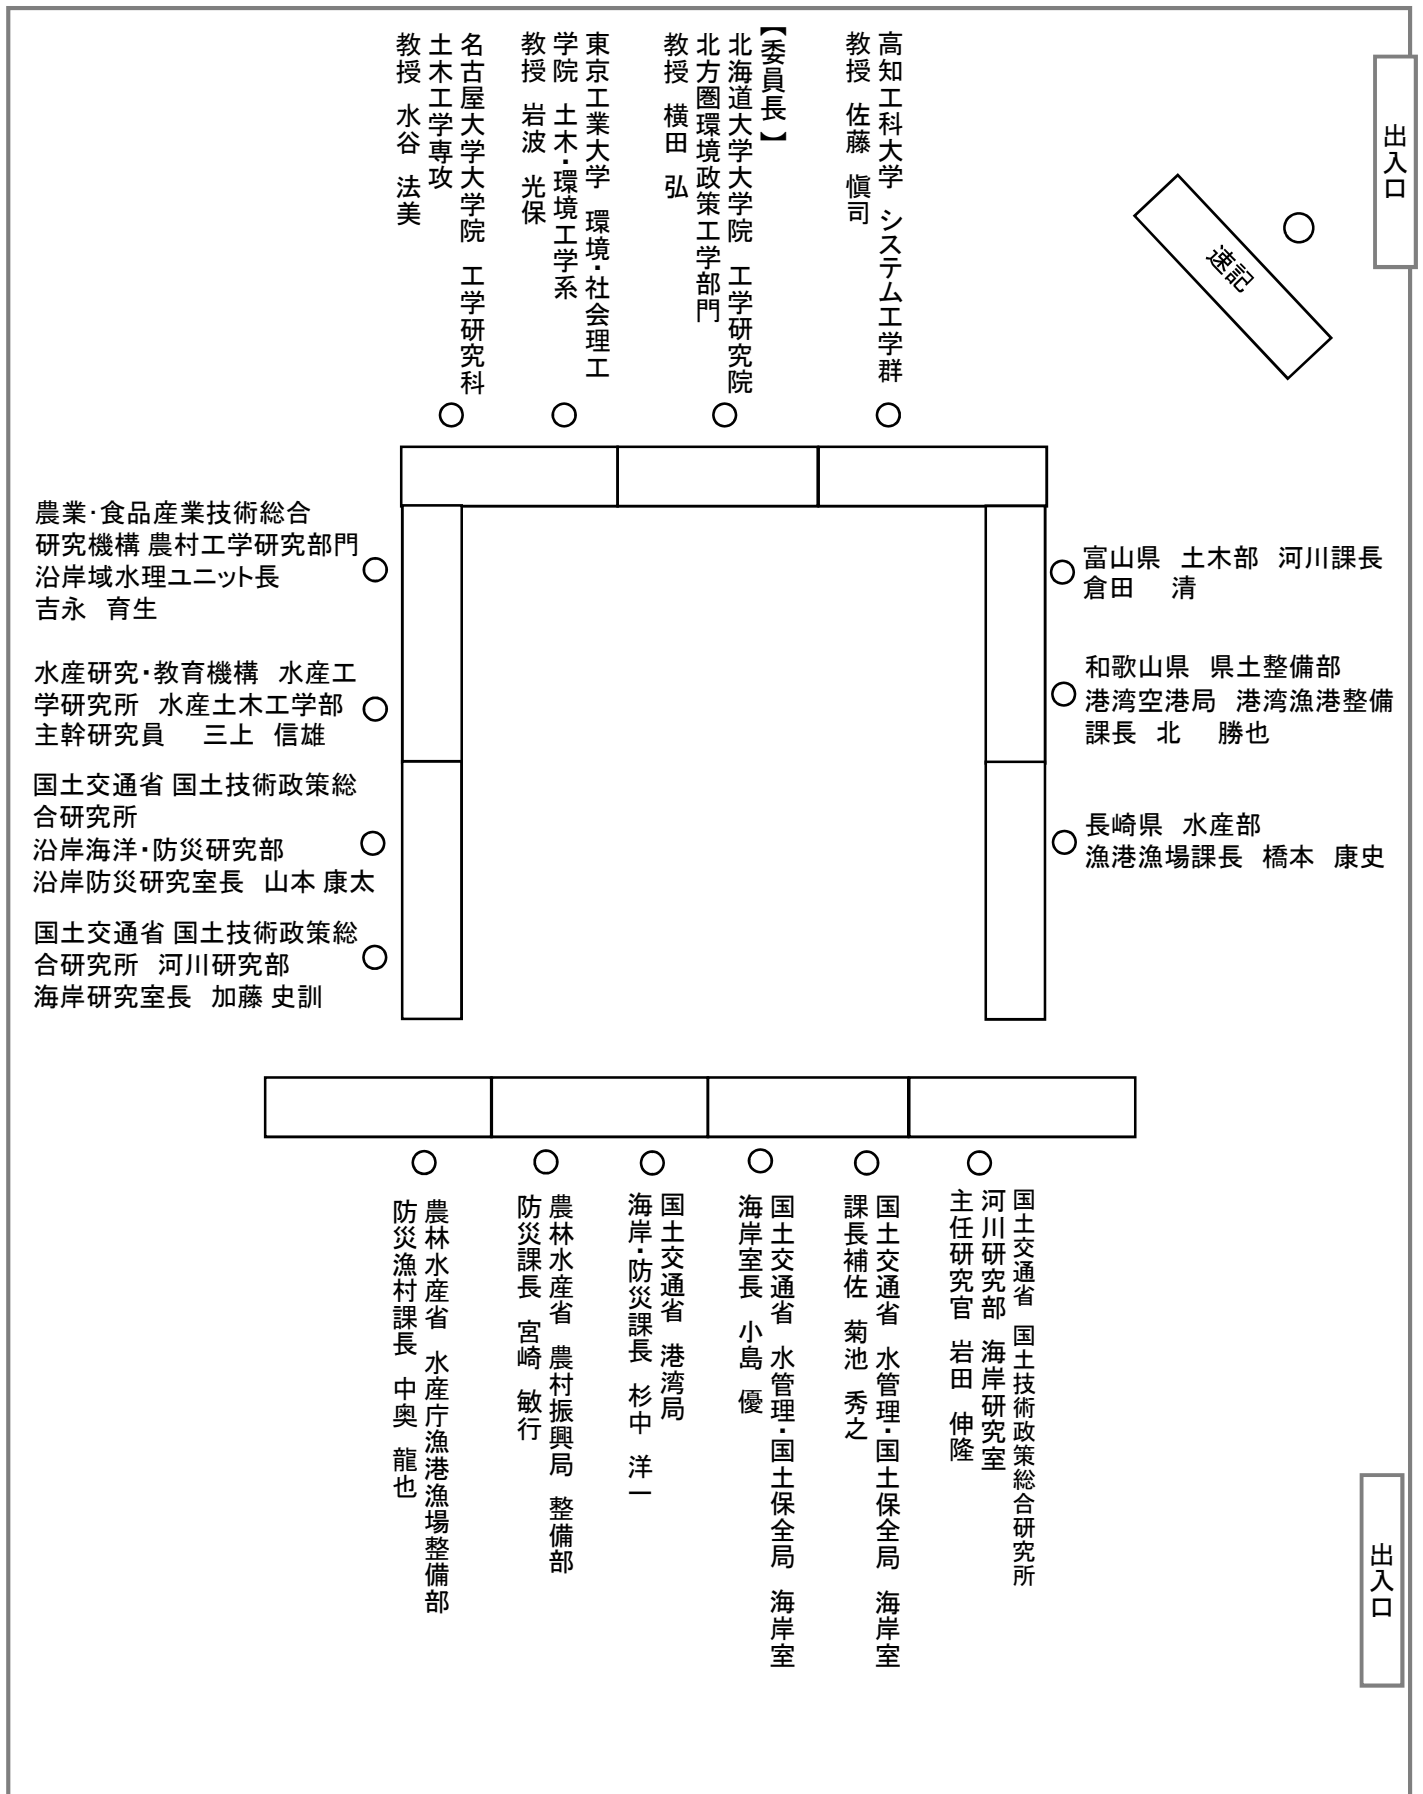 高知工科大学 システム工学群
教授 佐藤 愼司
【委員長】
北海道大学大学院 工学研究院
北方圏環境政策工学部門
教授 横田 弘
東京工業大学 環境・社会理工
学院 土木・環境工学系
教授 岩波 光保
名古屋大学大学院 工学研究科
土木工学専攻
教授 水谷 法美
出入口
速記
農業・食品産業技術総合
研究機構 農村工学研究部門
沿岸域水理ユニット長
吉永 育生
水産研究・教育機構 水産工
学研究所 水産土木工学部
主幹研究員 三上 信雄
国土交通省 国土技術政策総
合研究所
沿岸海洋・防災研究部
沿岸防災研究室長 山本 康太
国土交通省 国土技術政策総
合研究所 河川研究部
海岸研究室長 加藤 史訓
富山県 土木部 河川課長
倉田 清
和歌山県 県土整備部
港湾空港局 港湾漁港整備
課長 北 勝也
長崎県 水産部
漁港漁場課長 橋本 康史
国土交通省 国土技術政策総合研究所
河川研究部 海岸研究室
主任研究官 岩田 伸隆
国土交通省 水管理・国土保全局 海岸室
課長補佐 菊池 秀之
国土交通省 水管理・国土保全局 海岸室
海岸室長 小島 優
国土交通省 港湾局
海岸・防災課長 杉中 洋一
農林水産省 農村振興局 整備部
防災課長 宮崎 敏行
農林水産省 水産庁漁港漁場整備部
防災漁村課長 中奥 龍也
出入口